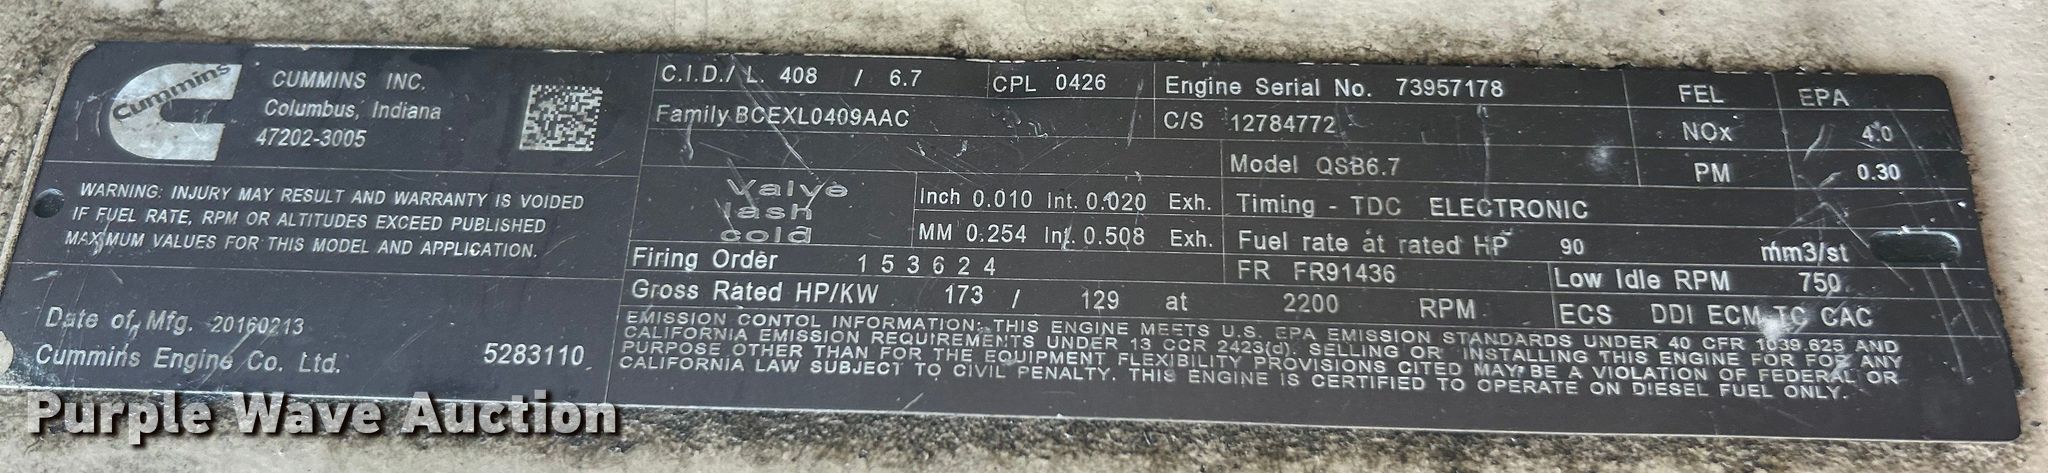 cummins
CUMMINS INC.
Columbus, Indiana
47202-3005
WARNING: INJURY MAY RESULT AND WARRANTY IS VOIDED
IF FUEL RATE, RPM OR ALTITUDES EXCEED PUBLISHED
MAXIMUM VALUES FOR THIS MODEL AND APPLICATION.
Date of Mfg. 20160213
Cummins Engine Co. Ltd. 5283110
C.I.D./ L. 408 / 6.7 CPL 0426
Family BCEXL0409AAC
Valve
lash
cold
Inch 0.010 Int. 0.020 Exh.
MM 0.254 Int. 0.508 Exh.
Firing Order 1 5 3 6 2 4
Gross Rated HP/KW 173 / 129 at 2200 RPM
Engine Serial No. 73957178
C/S 12784772
Model QSB6.7
Timing - TDC ELECTRONIC
Fuel rate at rated HP 90 mm3/st
FR FR91436
Low Idle RPM 750
ECS DDI ECM TC CAC
FEL EPA
NOx 4.0
PM 0.30
EMISSION CONTOL INFORMATION: THIS ENGINE MEETS U.S. EPA EMISSION STANDARDS UNDER 40 CFR 1039.625 AND
CALIFORNIA EMISSION REQUIREMENTS UNDER 13 CCR 2423(d). SELLING OR INSTALLING THIS ENGINE FOR FOR ANY
PURPOSE OTHER THAN FOR THE EQUIPMENT FLEXIBILITY PROVISIONS CITED MAY BE A VIOLATION OF FEDERAL OR
CALIFORNIA LAW SUBJECT TO CIVIL PENALTY. THIS ENGINE IS CERTIFIED TO OPERATE ON DIESEL FUEL ONLY.
Purple Wave Auction